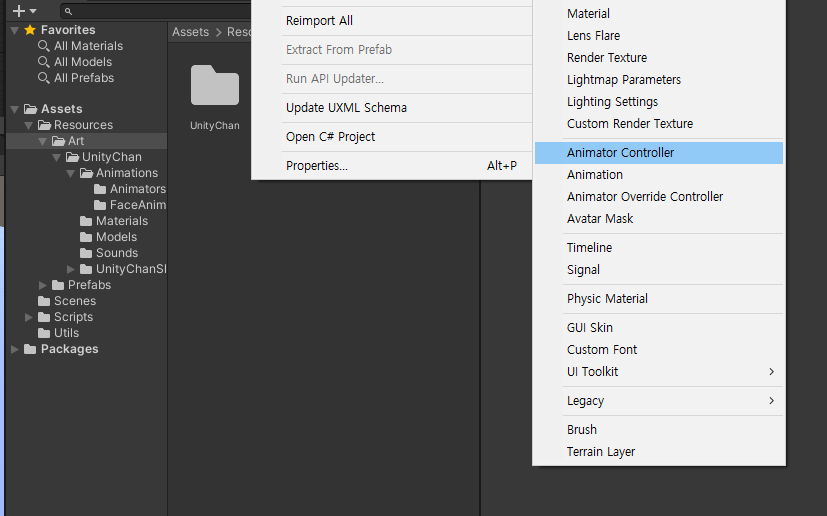 Favorites
All Materials
All Models
All Prefabs
Assets
Resources
Art
UnityChan
Animations
Animators
FaceAnim
Materials
Models
Sounds
UnityChanSl
Prefabs
Scenes
Scripts
Utils
Packages
Assets > Reso
UnityChan
Reimport All
Extract From Prefab
Run API Updater...
Update UXML Schema
Open C# Project
Properties... Alt+P
Material
Lens Flare
Render Texture
Lightmap Parameters
Lighting Settings
Custom Render Texture
Animator Controller
Animation
Animator Override Controller
Avatar Mask
Timeline
Signal
Physic Material
GUI Skin
Custom Font
UI Toolkit >
Legacy >
Brush
Terrain Layer